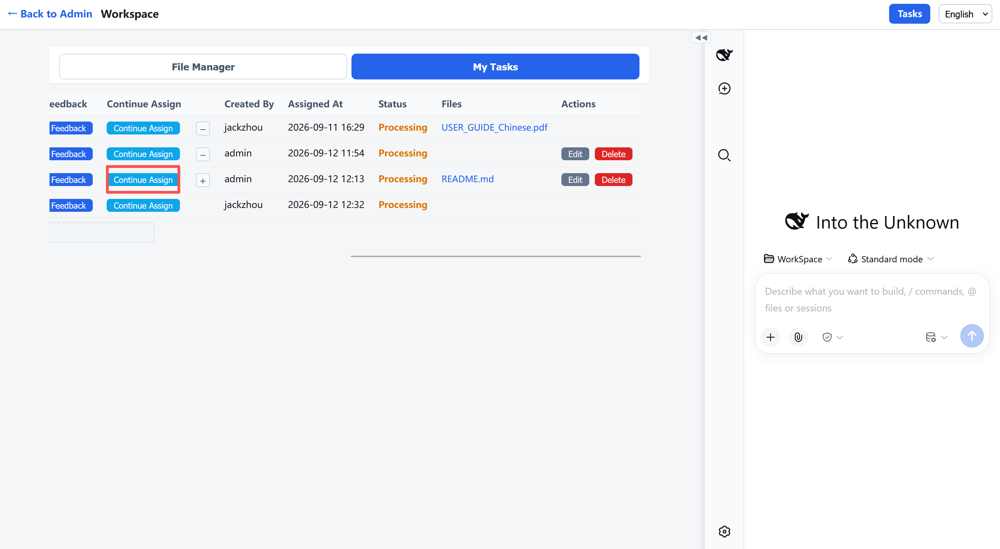 ← Back to Admin Workspace Tasks English
File Manager My Tasks
eedback Continue Assign Created By Assigned At Status Files Actions
Feedback Continue Assign − jackzhou 2026-09-11 16:29 Processing USER_GUIDE_Chinese.pdf
Feedback Continue Assign − admin 2026-09-12 11:54 Processing Edit Delete
Feedback Continue Assign + admin 2026-09-12 12:13 Processing README.md Edit Delete
Feedback Continue Assign jackzhou 2026-09-12 12:32 Processing
Into the Unknown
WorkSpace Standard mode
Describe what you want to build, / commands, @
files or sessions